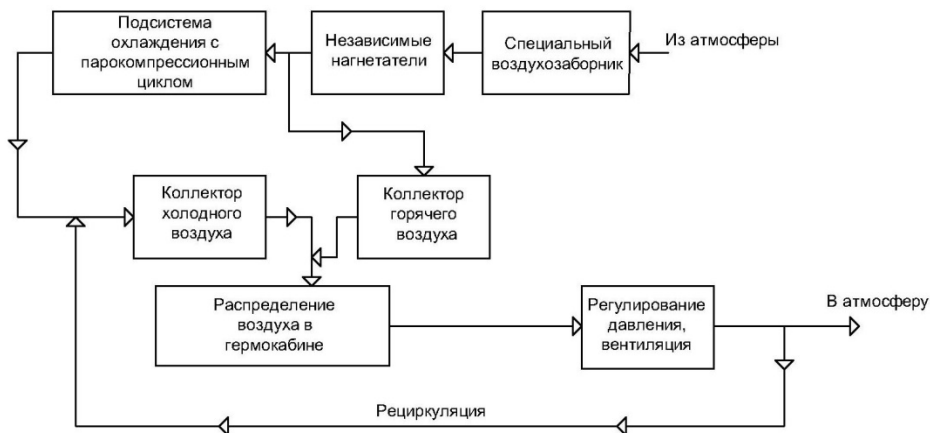 Подсистема
охлаждения с
парокомпрессионным
циклом
Независимые
нагнетатели
Специальный
воздухозаборник
Из атмосферы
Коллектор
холодного
воздуха
Коллектор
горячего
воздуха
Распределение
воздуха в
гермокабине
Регулирование
давления,
вентиляция
В атмосферу
Рециркуляция